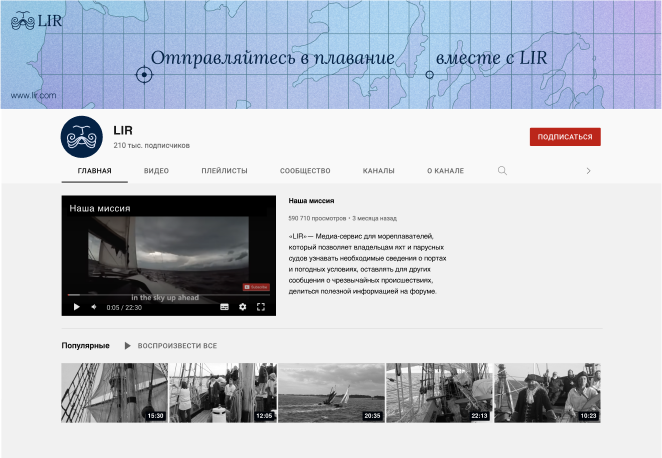 LIR
Отправляйтесь в плавание вместе с LIR
www.lir.com
LIR
210 тыс. подписчиков
ПОДПИСАТЬСЯ
ГЛАВНАЯ ВИДЕО ПЛЕЙЛИСТЫ СООБЩЕСТВО КАНАЛЫ О КАНАЛЕ
Наша миссия
in the sky up ahead
Subscribe
0:05 / 22:30
Наша миссия
590 710 просмотров • 3 месяца назад
«LIR»— Медиа-сервис для мореплавателей,
который позволяет владельцам яхт и парусных
судов узнавать необходимые сведения о портах
и погодных условиях, оставлять для других
сообщения о чрезвычайных происшествиях,
делиться полезной информацией на форуме.
Популярные ВОСПРОИЗВЕСТИ ВСЕ
15:30 12:05 20:35 22:13 10:23